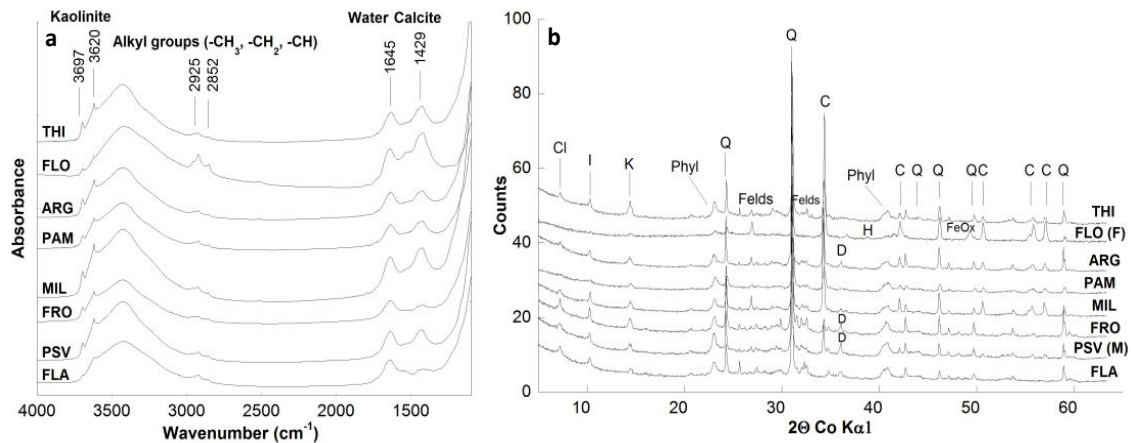 a
Kaolinite
Water Calcite
3697
3620
Alkyl groups (-CH₃, -CH₂, -CH)
2925
2852
1645
1429
THI
FLO
ARG
PAM
MIL
FRO
PSV
FLA
Absorbance
4000 3000 2500 1500
Wavenumber (cm⁻¹)
b
100
80
60
40
20
0
Counts
Q
C
Q
Cl
I
K
Phyl
Felds
Felds
Phyl
C Q Q Q C C C Q
H
FeOx
D
D
D
THI
FLO (F)
ARG
PAM
MIL
FRO
PSV (M)
FLA
10 20 30 40 50 60
2Θ Co Kα1